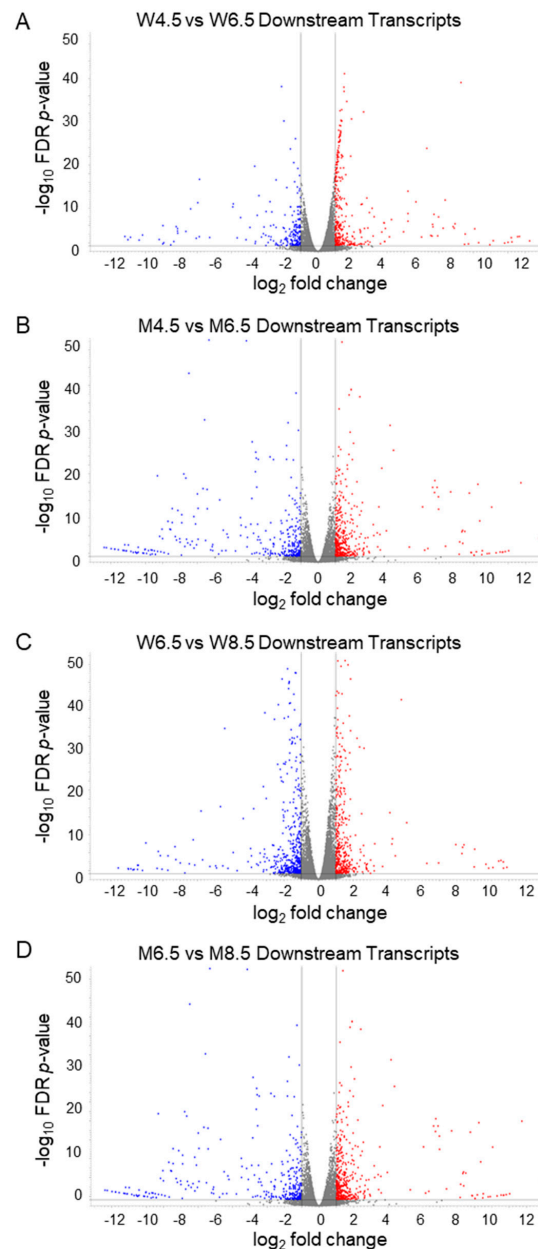 A
W4.5 vs W6.5 Downstream Transcripts
-log10 FDR p-value
50
40
30
20
10
0
-12 -10 -8 -6 -4 -2 0 2 4 6 8 10 12
log2 fold change
B
M4.5 vs M6.5 Downstream Transcripts
-log10 FDR p-value
50
40
30
20
10
0
-12 -10 -8 -6 -4 -2 0 2 4 6 8 10 12
log2 fold change
C
W6.5 vs W8.5 Downstream Transcripts
-log10 FDR p-value
50
40
30
20
10
0
-12 -10 -8 -6 -4 -2 0 2 4 6 8 10 12
log2 fold change
D
M6.5 vs M8.5 Downstream Transcripts
-log10 FDR p-value
50
40
30
20
10
0
-12 -10 -8 -6 -4 -2 0 2 4 6 8 10 12
log2 fold change